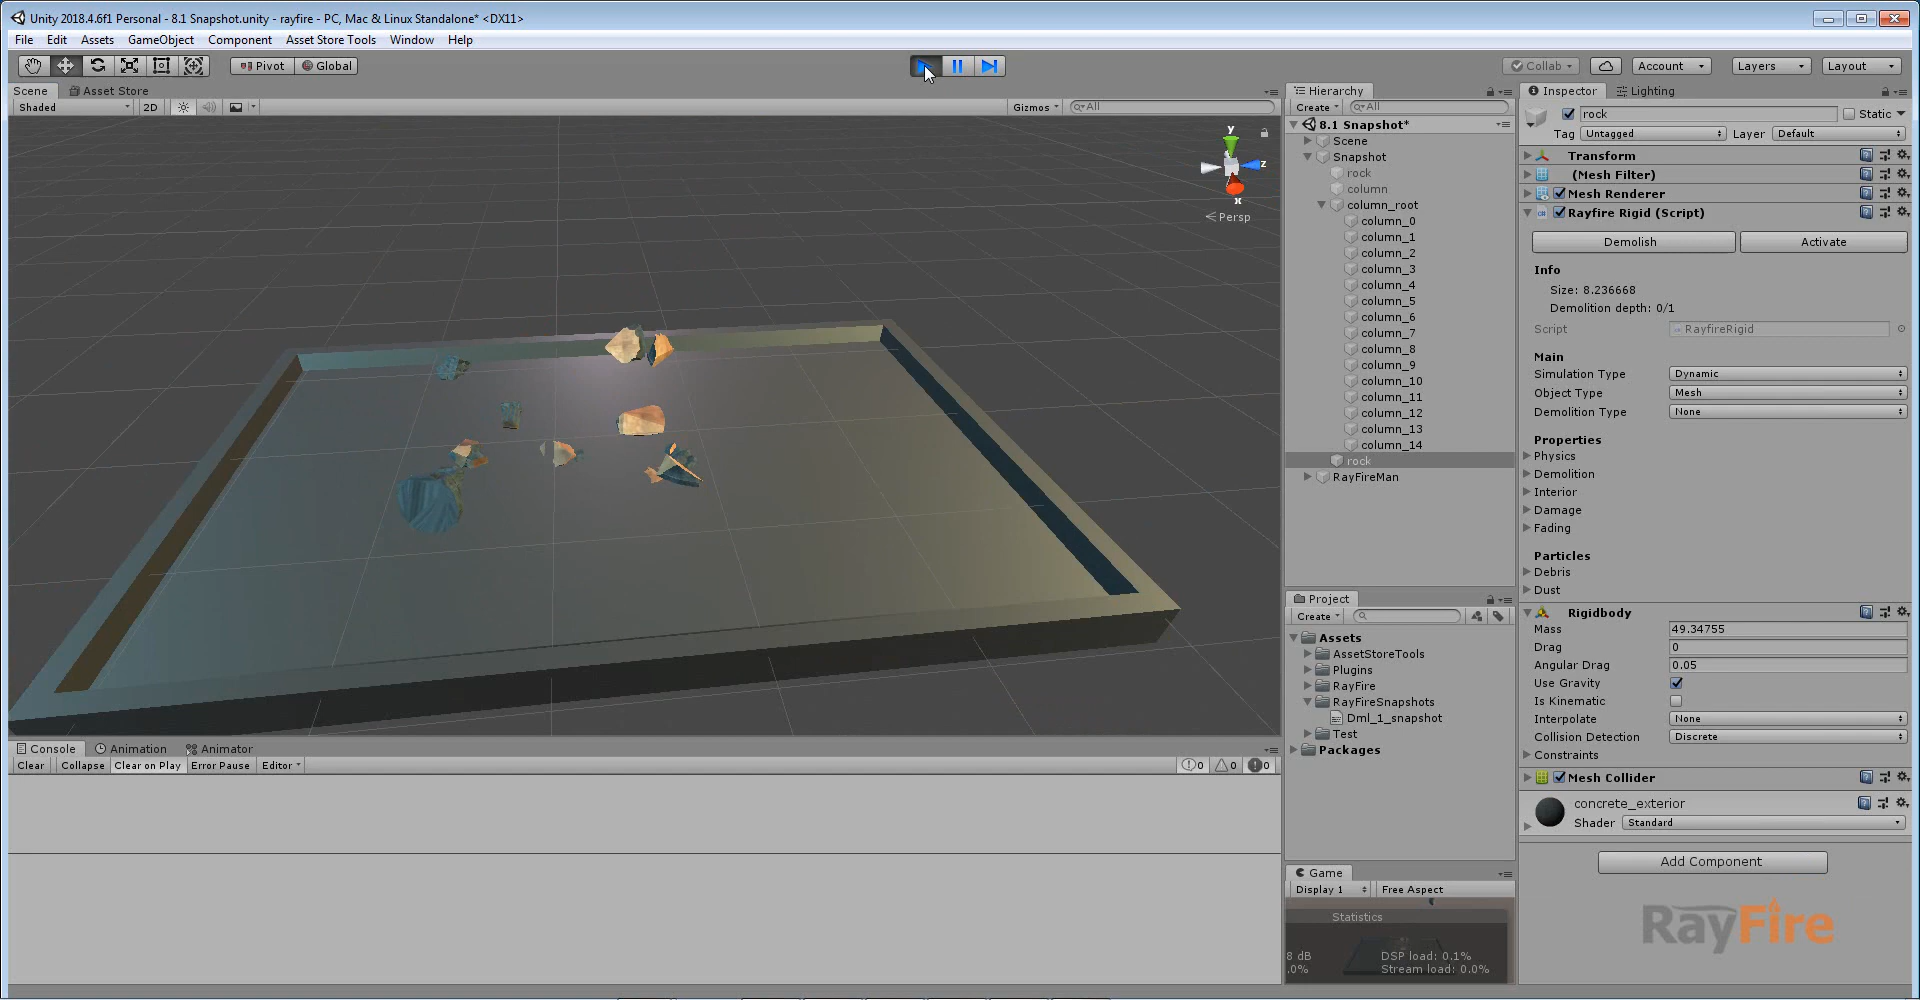 Unity 2018.4.6f1 Personal - 8.1 Snapshot.unity - rayfire - PC, Mac & Linux Standalone* <DX11>
File Edit Assets GameObject Component Asset Store Tools Window Help
Pivot Global Collab Account Layers Layout
Scene Asset Store
Shaded 2D Gizmos All
y
z
x
Persp
Hierarchy
Create All
8.1 Snapshot*
Scene
Snapshot
rock
column
column_root
column_0
column_1
column_2
column_3
column_4
column_5
column_6
column_7
column_8
column_9
column_10
column_11
column_12
column_13
column_14
rock
RayFireMan
Project
Create
Assets
AssetStoreTools
Plugins
RayFire
RayFireSnapshots
Dml_1_snapshot
Test
Packages
Game
Display 1 Free Aspect
Statistics
8 dB DSP load: 0.1%
.0% Stream load: 0.0%
Inspector Lighting
rock Static
Tag Untagged Layer Default
Transform
(Mesh Filter)
Mesh Renderer
Rayfire Rigid (Script)
Demolish Activate
Info
Size: 8.236668
Demolition depth: 0/1
Script RayfireRigid
Main
Simulation Type Dynamic
Object Type Mesh
Demolition Type None
Properties
Physics
Demolition
Interior
Damage
Fading
Particles
Debris
Dust
Rigidbody
Mass 49.34755
Drag 0
Angular Drag 0.05
Use Gravity
Is Kinematic
Interpolate None
Collision Detection Discrete
Constraints
Mesh Collider
concrete_exterior
Shader Standard
Add Component
RayFire
Console Animation Animator
Clear Collapse Clear on Play Error Pause Editor 0 0 0